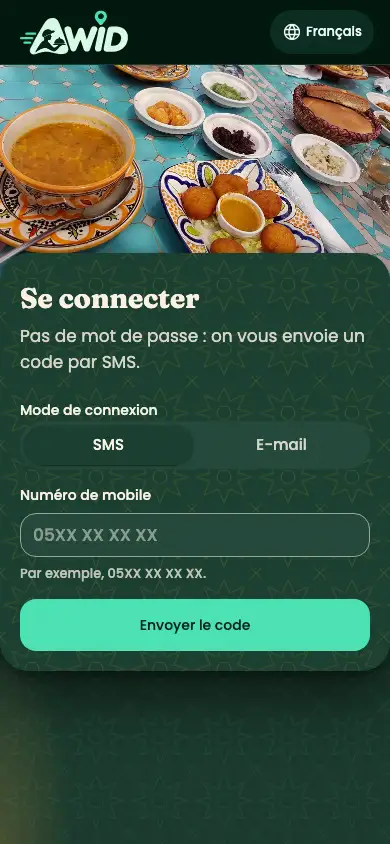 AWID
Français
Se connecter
Pas de mot de passe : on vous envoie un
code par SMS.
Mode de connexion
SMS
E-mail
Numéro de mobile
05XX XX XX XX
Par exemple, 05XX XX XX XX.
Envoyer le code